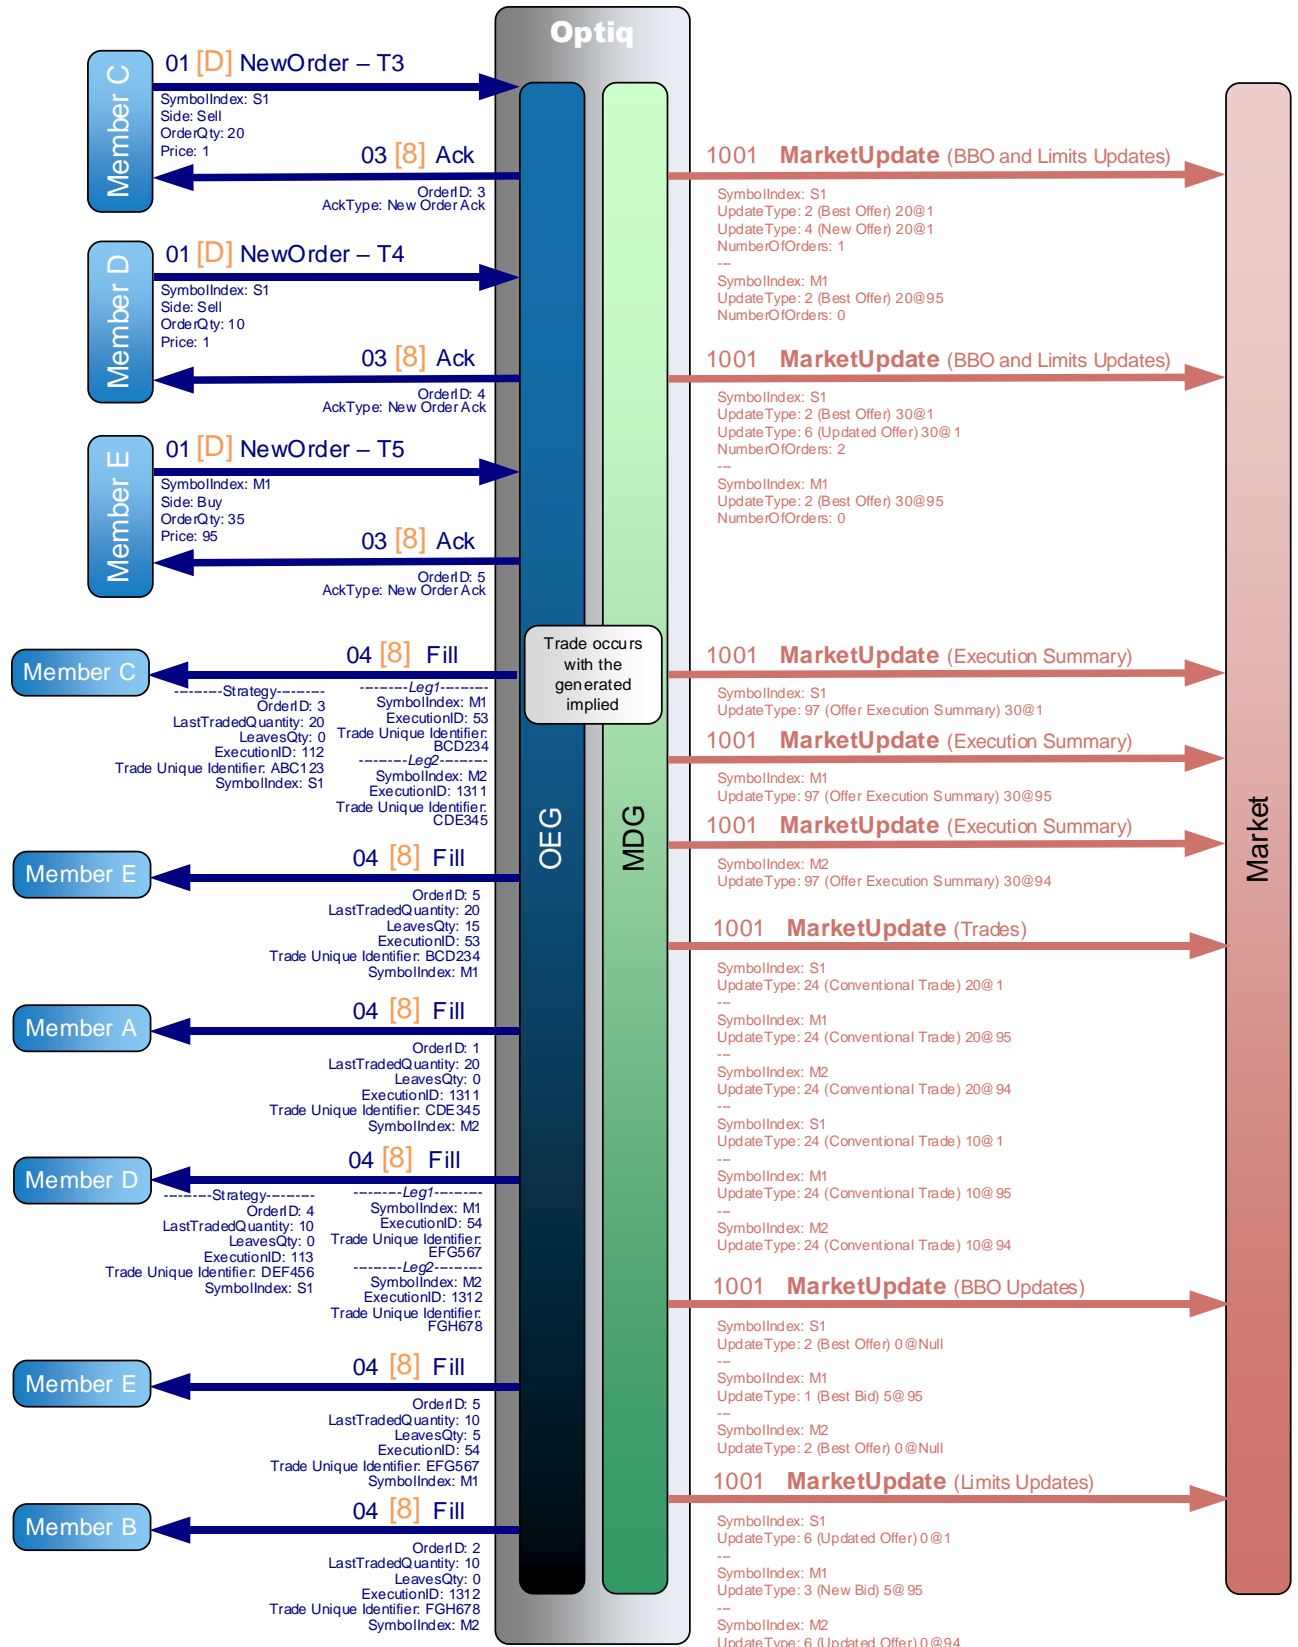 Optiq
Member C
01 [D] NewOrder – T3
SymbolIndex: S1
Side: Sell
OrderQty: 20
Price: 1
03 [8] Ack
OrderID: 3
AckType: New Order Ack
1001 MarketUpdate (BBO and Limits Updates)
SymbolIndex: S1
UpdateType: 2 (Best Offer) 20@1
UpdateType: 4 (New Offer) 20@1
NumberOfOrders: 1
---
SymbolIndex: M1
UpdateType: 2 (Best Offer) 20@95
NumberOfOrders: 0
Member D
01 [D] NewOrder – T4
SymbolIndex: S1
Side: Sell
OrderQty: 10
Price: 1
03 [8] Ack
OrderID: 4
AckType: New Order Ack
1001 MarketUpdate (BBO and Limits Updates)
SymbolIndex: S1
UpdateType: 2 (Best Offer) 30@1
UpdateType: 6 (Updated Offer) 30@1
NumberOfOrders: 2
---
SymbolIndex: M1
UpdateType: 2 (Best Offer) 30@95
NumberOfOrders: 0
Member E
01 [D] NewOrder – T5
SymbolIndex: M1
Side: Buy
OrderQty: 35
Price: 95
03 [8] Ack
OrderID: 5
AckType: New Order Ack
Trade occurs
with the
generated
implied
OEG
MDG
Market
Member C
04 [8] Fill
---------Strategy---------
OrderID: 3
LastTradedQuantity: 20
LeavesQty: 0
ExecutionID: 112
Trade Unique Identifier: ABC123
SymbolIndex: S1
----------Leg1----------
SymbolIndex: M1
ExecutionID: 53
Trade Unique Identifier:
BCD234
----------Leg2----------
SymbolIndex: M2
ExecutionID: 1311
Trade Unique Identifier:
CDE345
1001 MarketUpdate (Execution Summary)
SymbolIndex: S1
UpdateType: 97 (Offer Execution Summary) 30@1
1001 MarketUpdate (Execution Summary)
SymbolIndex: M1
UpdateType: 97 (Offer Execution Summary) 30@95
1001 MarketUpdate (Execution Summary)
SymbolIndex: M2
UpdateType: 97 (Offer Execution Summary) 30@94
Member E
04 [8] Fill
OrderID: 5
LastTradedQuantity: 20
LeavesQty: 15
ExecutionID: 53
Trade Unique Identifier: BCD234
SymbolIndex: M1
1001 MarketUpdate (Trades)
SymbolIndex: S1
UpdateType: 24 (Conventional Trade) 20@1
---
SymbolIndex: M1
UpdateType: 24 (Conventional Trade) 20@95
---
SymbolIndex: M2
UpdateType: 24 (Conventional Trade) 20@94
---
SymbolIndex: S1
UpdateType: 24 (Conventional Trade) 10@1
---
SymbolIndex: M1
UpdateType: 24 (Conventional Trade) 10@95
---
SymbolIndex: M2
UpdateType: 24 (Conventional Trade) 10@94
Member A
04 [8] Fill
OrderID: 1
LastTradedQuantity: 20
LeavesQty: 0
ExecutionID: 1311
Trade Unique Identifier: CDE345
SymbolIndex: M2
Member D
04 [8] Fill
---------Strategy---------
OrderID: 4
LastTradedQuantity: 10
LeavesQty: 0
ExecutionID: 113
Trade Unique Identifier: DEF456
SymbolIndex: S1
----------Leg1----------
SymbolIndex: M1
ExecutionID: 54
Trade Unique Identifier:
EFG567
----------Leg2----------
SymbolIndex: M2
ExecutionID: 1312
Trade Unique Identifier:
FGH678
1001 MarketUpdate (BBO Updates)
SymbolIndex: S1
UpdateType: 2 (Best Offer) 0@Null
---
SymbolIndex: M1
UpdateType: 1 (Best Bid) 5@95
---
SymbolIndex: M2
UpdateType: 2 (Best Offer) 0@Null
Member E
04 [8] Fill
OrderID: 5
LastTradedQuantity: 10
LeavesQty: 5
ExecutionID: 54
Trade Unique Identifier: EFG567
SymbolIndex: M1
1001 MarketUpdate (Limits Updates)
SymbolIndex: S1
UpdateType: 6 (Updated Offer) 0@1
---
SymbolIndex: M1
UpdateType: 3 (New Bid) 5@95
---
SymbolIndex: M2
UpdateType: 6 (Updated Offer) 0@94
Member B
04 [8] Fill
OrderID: 2
LastTradedQuantity: 10
LeavesQty: 0
ExecutionID: 1312
Trade Unique Identifier: FGH678
SymbolIndex: M2